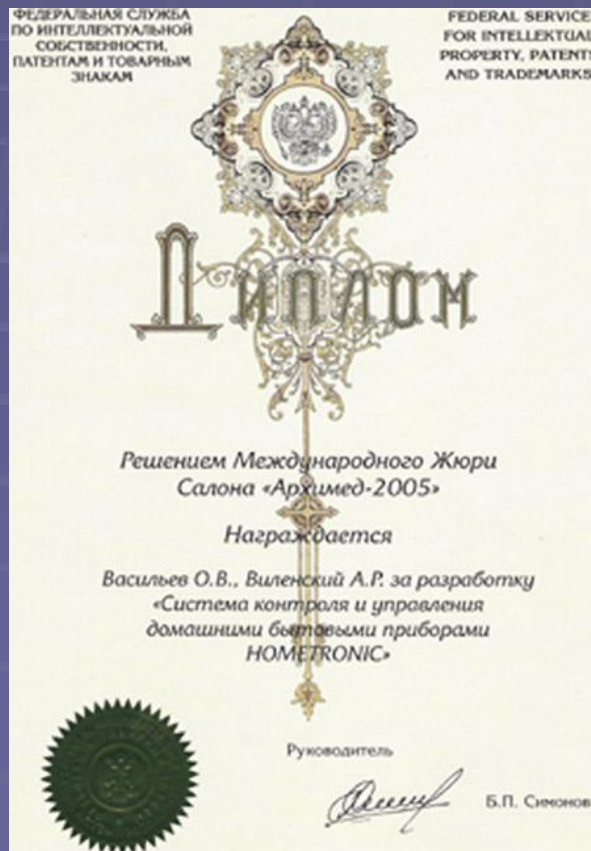 ФЕДЕРАЛЬНАЯ СЛУЖБА
ПО ИНТЕЛЛЕКТУАЛЬНОЙ
СОБСТВЕННОСТИ,
ПАТЕНТАМ И ТОВАРНЫМ
ЗНАКАМ
FEDERAL SERVICE
FOR INTELLECTUAL
PROPERTY, PATENTS
AND TRADEMARKS
Диплом
Решением Международного Жюри
Салона «Архимед-2005»
Награждается
Васильев О.В., Виленский А.Р. за разработку
«Система контроля и управления
домашними бытовыми приборами
HOMETRONIC»
Руководитель
Б.П. Симонов